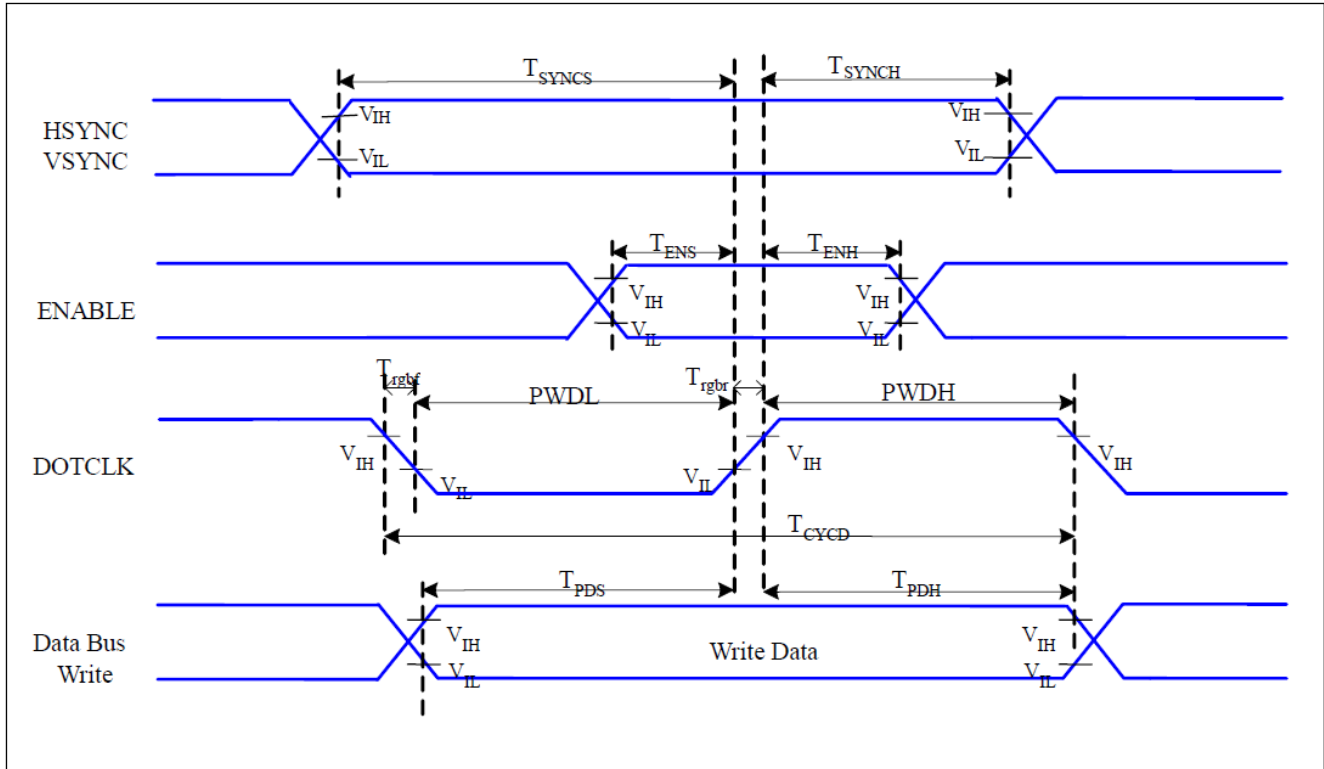 TSYNCS
TSYNCH
HSYNC
VSYNC
VIH
VIL
VIH
VIL
TENS
TENH
ENABLE
VIH
VIL
VIH
VIL
Trgbf
PWDL
Trgbr
PWDH
DOTCLK
VIH
VIL
VIL
VIH
VIH
TCYCD
TPDS
TPDH
Data Bus
Write
VIH
VIL
Write Data
VIH
VIL